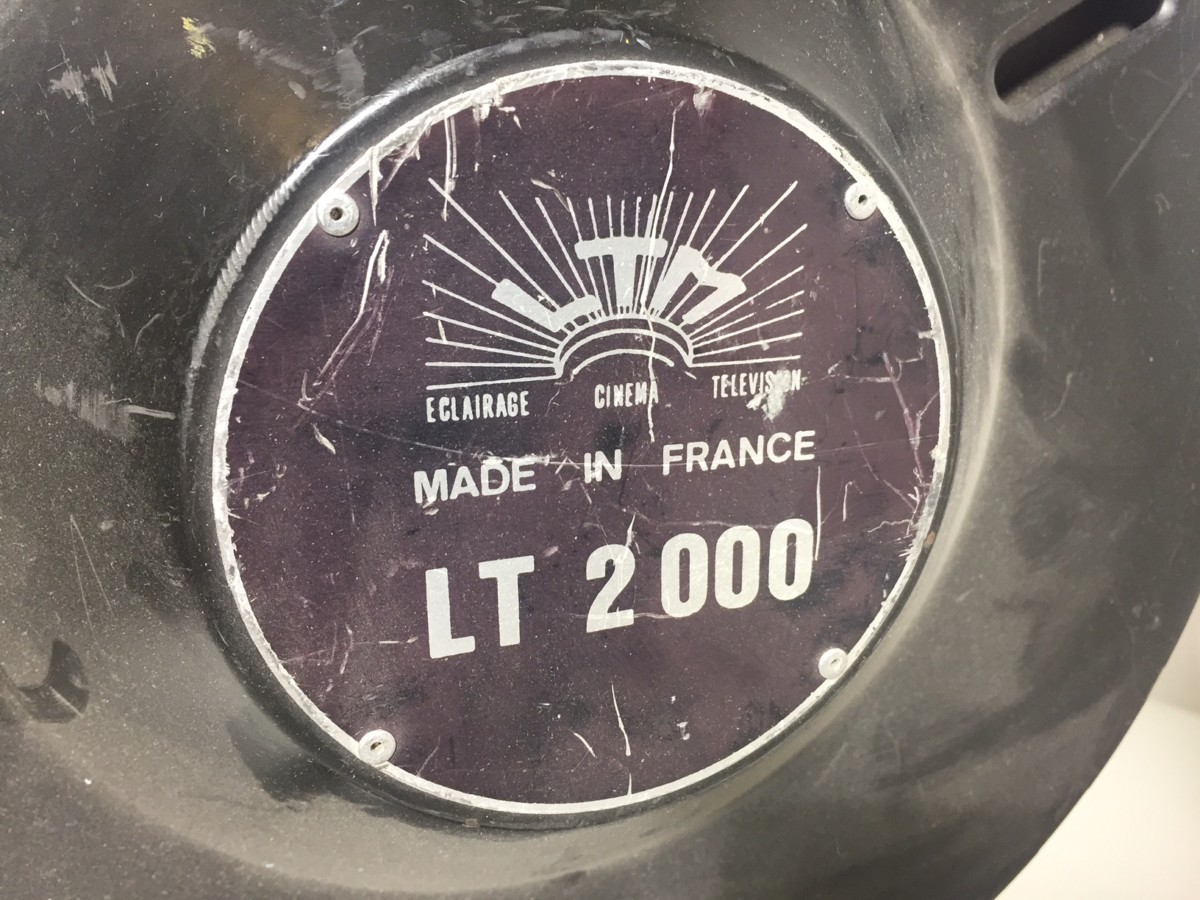 LTM
ECLAIRAGE CINEMA TELEVISION
MADE IN FRANCE
LT 2000